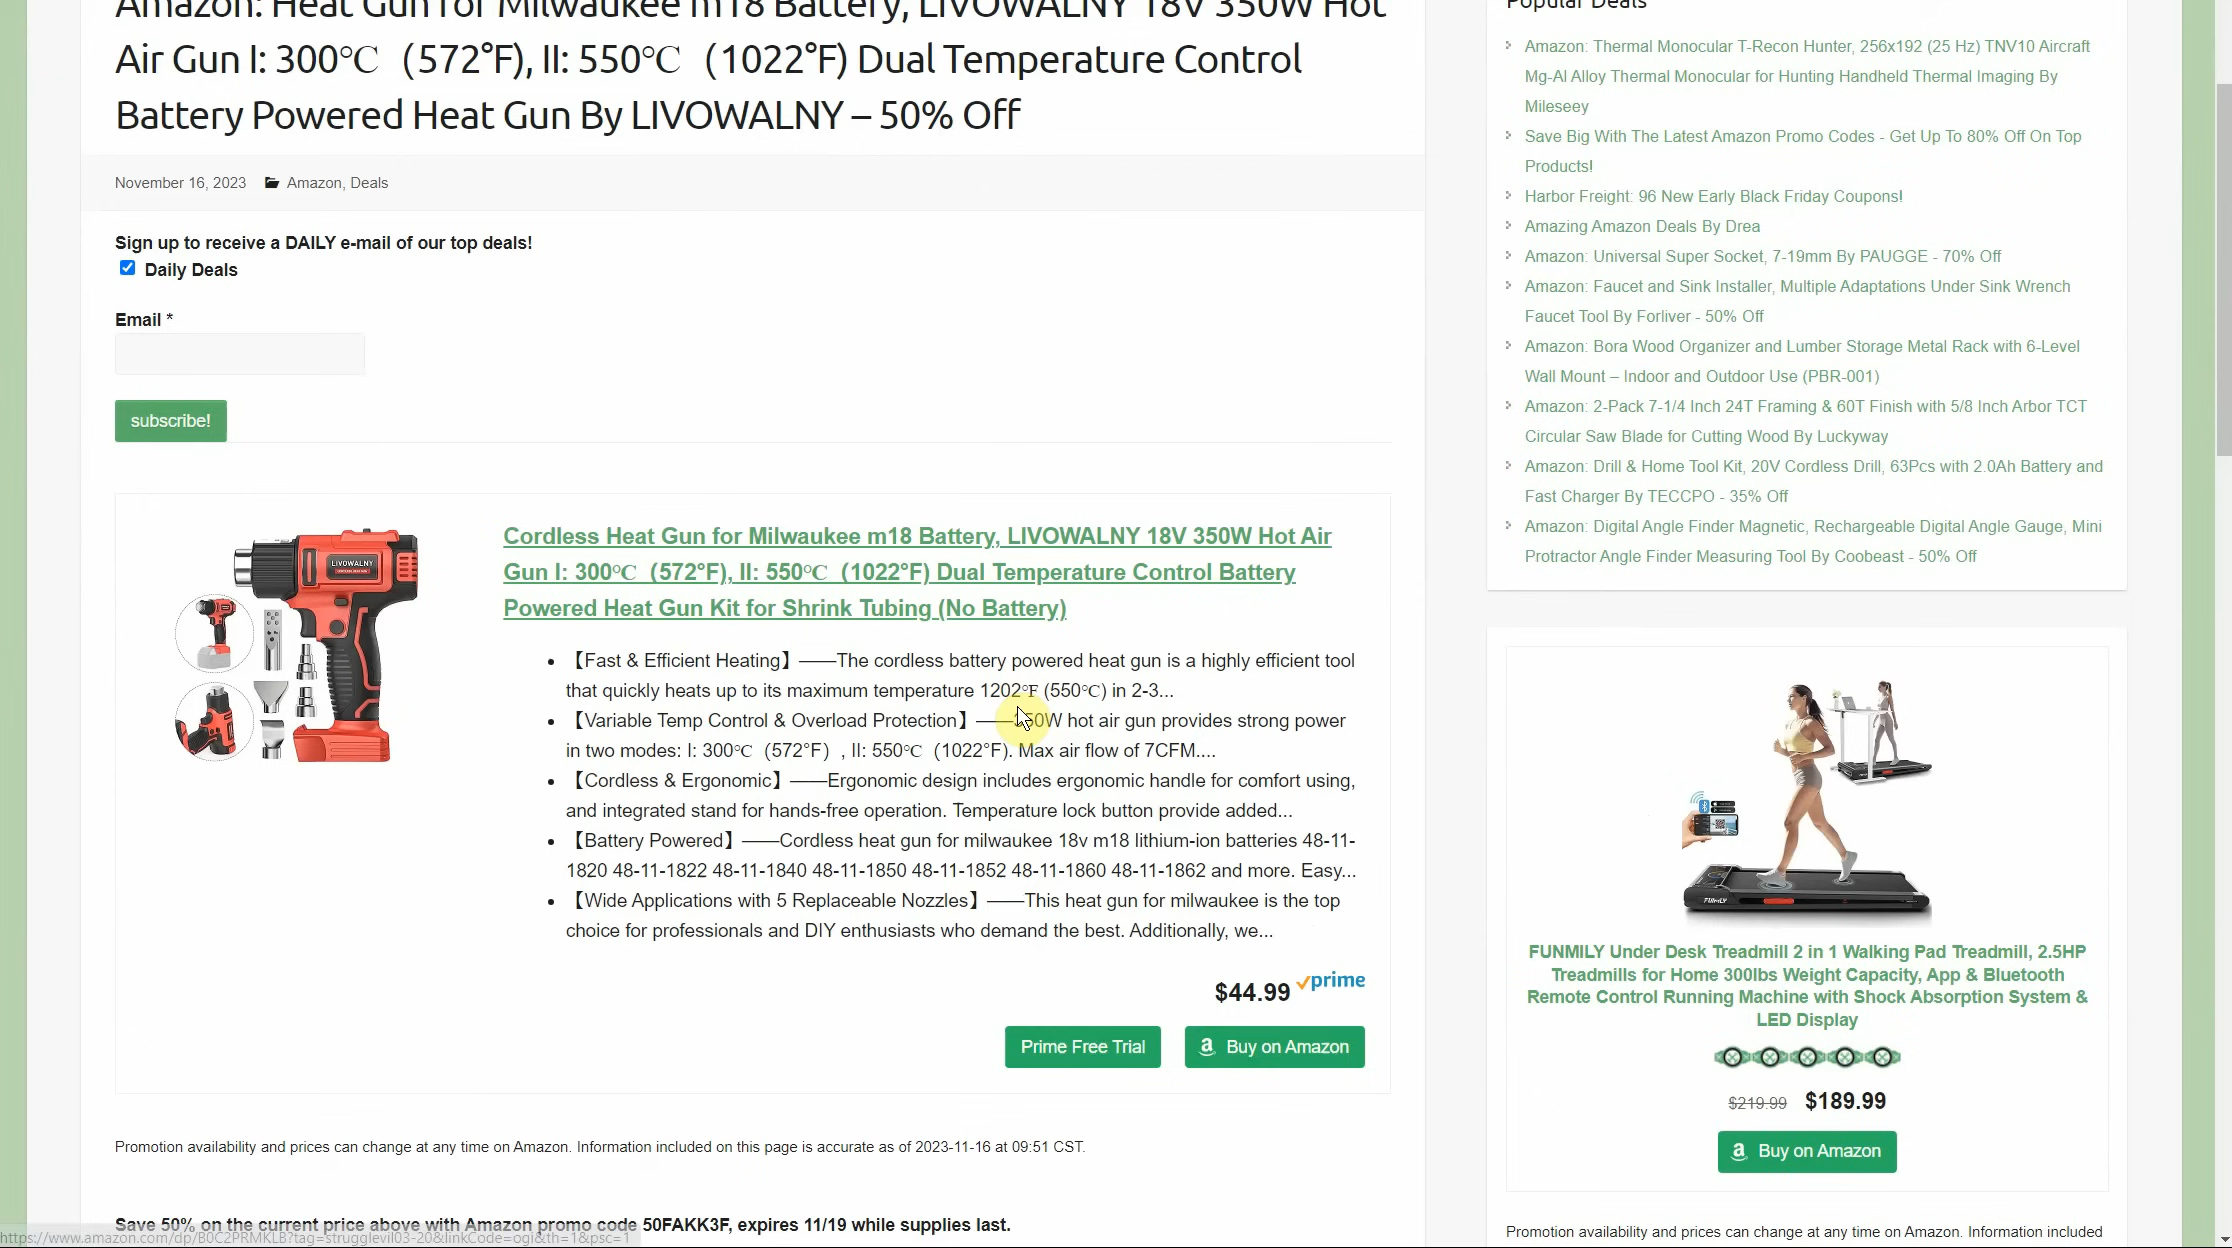 Amazon: Heat Gun for Milwaukee m18 Battery, LIVOWALNY 18V 350W Hot
Air Gun I: 300℃（572℉), II: 550℃（1022℉) Dual Temperature Control
Battery Powered Heat Gun By LIVOWALNY – 50% Off
November 16, 2023 Amazon, Deals
Sign up to receive a DAILY e-mail of our top deals!
Daily Deals
Email *
subscribe!
LIVOWALNY
Cordless Heat Gun for Milwaukee m18 Battery, LIVOWALNY 18V 350W Hot Air
Gun I: 300℃（572°F), II: 550℃（1022°F) Dual Temperature Control Battery
Powered Heat Gun Kit for Shrink Tubing (No Battery)
• 【Fast & Efficient Heating】——The cordless battery powered heat gun is a highly efficient tool
that quickly heats up to its maximum temperature 1202℉ (550℃) in 2-3...
• 【Variable Temp Control & Overload Protection】——350W hot air gun provides strong power
in two modes: I: 300℃（572°F）, II: 550℃（1022°F). Max air flow of 7CFM....
• 【Cordless & Ergonomic】——Ergonomic design includes ergonomic handle for comfort using,
and integrated stand for hands-free operation. Temperature lock button provide added...
• 【Battery Powered】——Cordless heat gun for milwaukee 18v m18 lithium-ion batteries 48-11-
1820 48-11-1822 48-11-1840 48-11-1850 48-11-1852 48-11-1860 48-11-1862 and more. Easy...
• 【Wide Applications with 5 Replaceable Nozzles】——This heat gun for milwaukee is the top
choice for professionals and DIY enthusiasts who demand the best. Additionally, we...
$44.99 prime
Prime Free Trial
Buy on Amazon
Promotion availability and prices can change at any time on Amazon. Information included on this page is accurate as of 2023-11-16 at 09:51 CST.
Save 50% on the current price above with Amazon promo code 50FAKK3F, expires 11/19 while supplies last.
https://www.amazon.com/dp/B0C2PRMKLB?tag=strugglevil03-20&linkCode=ogi&th=1&psc=1
Popular Deals
Amazon: Thermal Monocular T-Recon Hunter, 256x192 (25 Hz) TNV10 Aircraft
Mg-Al Alloy Thermal Monocular for Hunting Handheld Thermal Imaging By
Mileseey
Save Big With The Latest Amazon Promo Codes - Get Up To 80% Off On Top
Products!
Harbor Freight: 96 New Early Black Friday Coupons!
Amazing Amazon Deals By Drea
Amazon: Universal Super Socket, 7-19mm By PAUGGE - 70% Off
Amazon: Faucet and Sink Installer, Multiple Adaptations Under Sink Wrench
Faucet Tool By Forliver - 50% Off
Amazon: Bora Wood Organizer and Lumber Storage Metal Rack with 6-Level
Wall Mount – Indoor and Outdoor Use (PBR-001)
Amazon: 2-Pack 7-1/4 Inch 24T Framing & 60T Finish with 5/8 Inch Arbor TCT
Circular Saw Blade for Cutting Wood By Luckyway
Amazon: Drill & Home Tool Kit, 20V Cordless Drill, 63Pcs with 2.0Ah Battery and
Fast Charger By TECCPO - 35% Off
Amazon: Digital Angle Finder Magnetic, Rechargeable Digital Angle Gauge, Mini
Protractor Angle Finder Measuring Tool By Coobeast - 50% Off
FUNMILY
FUNMILY Under Desk Treadmill 2 in 1 Walking Pad Treadmill, 2.5HP
Treadmills for Home 300lbs Weight Capacity, App & Bluetooth
Remote Control Running Machine with Shock Absorption System &
LED Display
$219.99 $189.99
Buy on Amazon
Promotion availability and prices can change at any time on Amazon. Information included